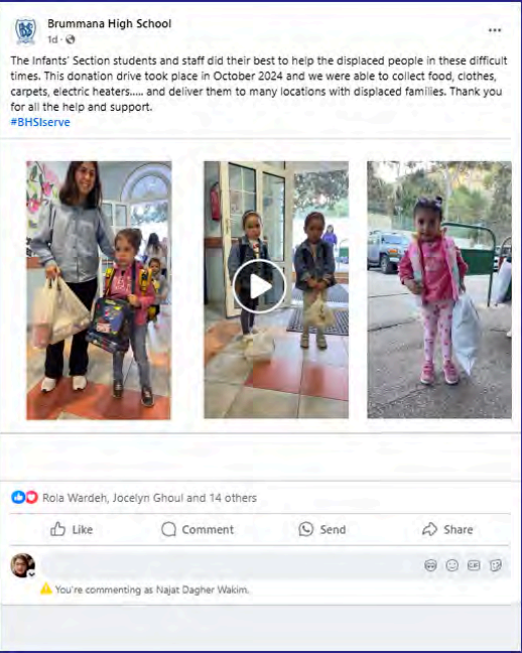 Brummana High School
1d ·
The Infants' Section students and staff did their best to help the displaced people in these difficult
times. This donation drive took place in October 2024 and we were able to collect food, clothes,
carpets, electric heaters..... and deliver them to many locations with displaced families. Thank you
for all the help and support.
#BHSIserve
Rola Wardeh, Jocelyn Ghoul and 14 others
Like Comment Send Share
You're commenting as Najat Dagher Wakim.